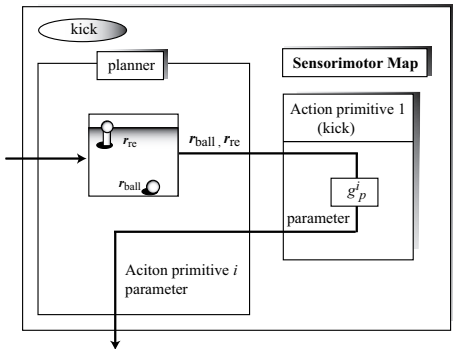 kick
planner
Sensorimotor Map
Action primitive 1
(kick)
r_re
r_ball
r_ball , r_re
g^i_p
parameter
Aciton primitive i
parameter